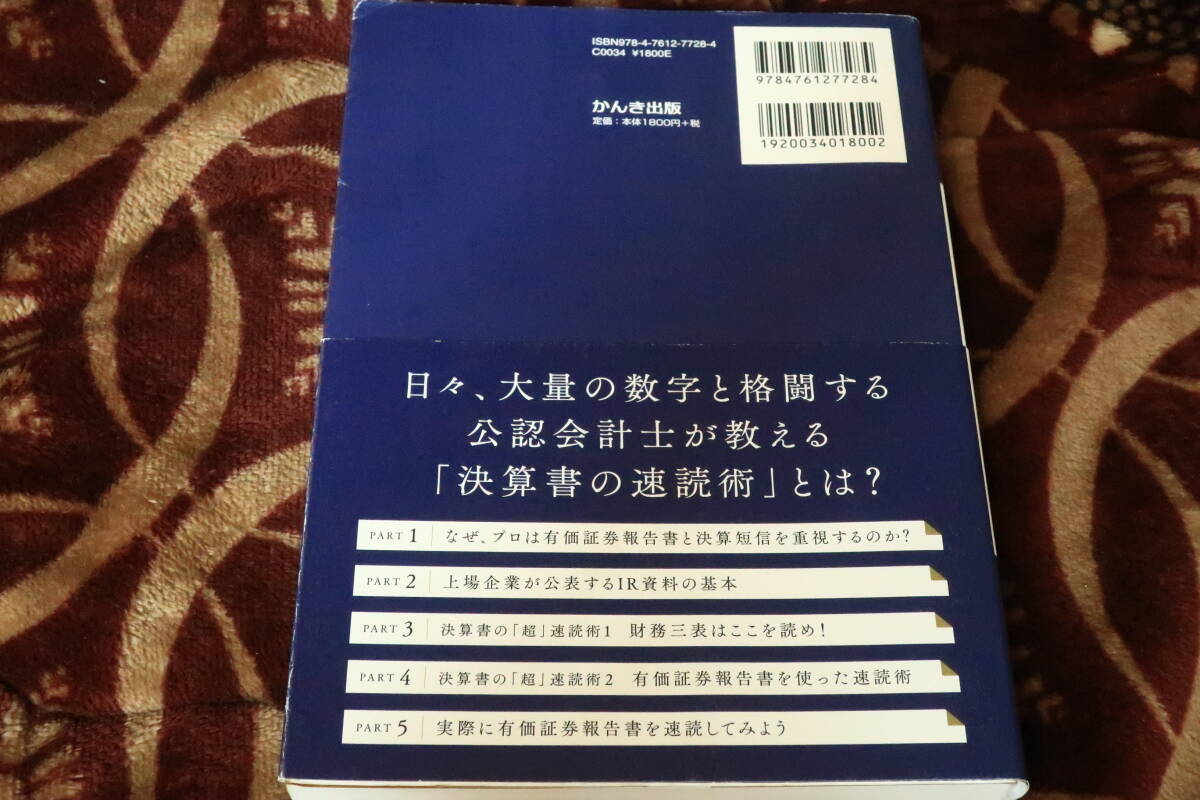 ISBN978-4-7612-7728-4
C0034 ¥1800E
かんき出版
定価：本体1800円+税
9784761277284
1920034018002
日々、大量の数字と格闘する
公認会計士が教える
「決算書の速読術」とは？
PART 1 なぜ、プロは有価証券報告書と決算短信を重視するのか？
PART 2 上場企業が公表するIR資料の基本
PART 3 決算書の「超」速読術1 財務三表はここを読め！
PART 4 決算書の「超」速読術2 有価証券報告書を使った速読術
PART 5 実際に有価証券報告書を速読してみよう